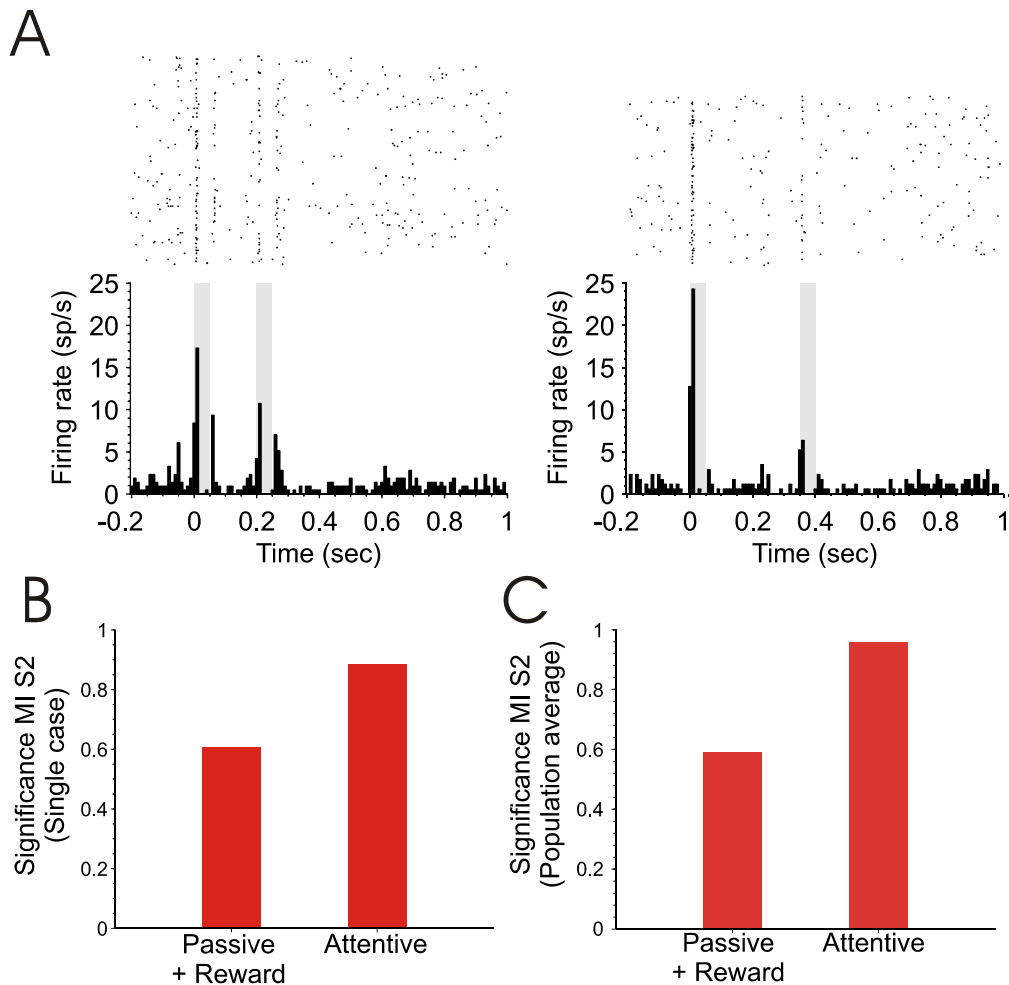 A
Firing rate (sp/s)
25
20
15
10
5
0
-0.2
0
0.2
0.4
0.6
0.8
1
Time (sec)
Firing rate (sp/s)
25
20
15
10
5
0
-0.2
0
0.2
0.4
0.6
0.8
1
Time (sec)
B
Significance MI S2
(Single case)
1
0.8
0.6
0.4
0.2
0
Passive
+ Reward
Attentive
C
Significance MI S2
(Population average)
1
0.8
0.6
0.4
0.2
0
Passive
+ Reward
Attentive